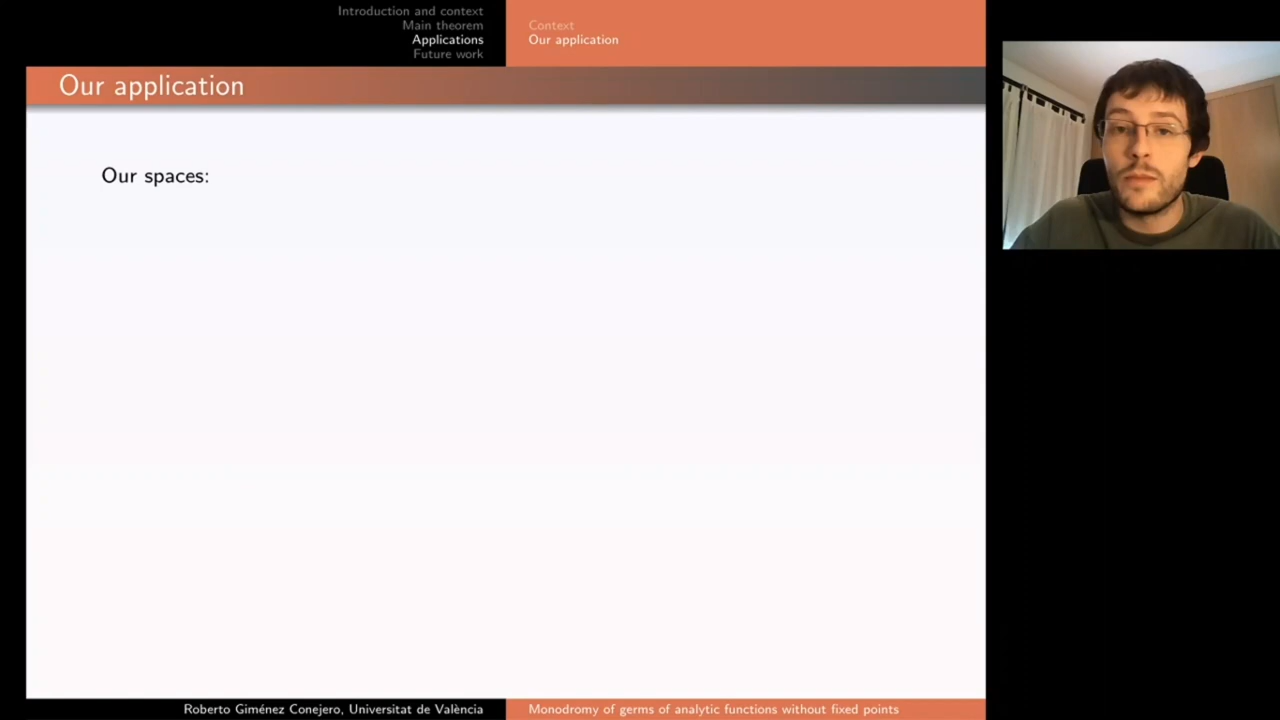 Introduction and context
Main theorem
Applications
Future work
Context
Our application
Our application
Our spaces:
Roberto Giménez Conejero, Universitat de València
Monodromy of germs of analytic functions without fixed points